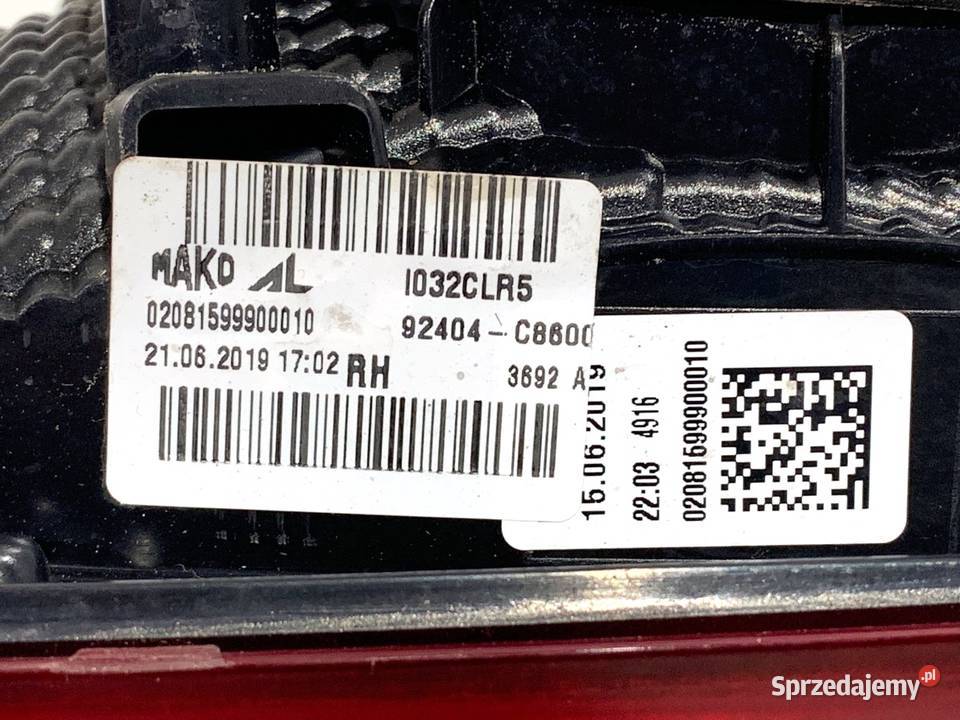 MAKO AL
I032CLR5
02081599900010
92404-C8600
21.06.2019 17:02 RH
3692 A
15.06.2019
22:03 4916
02081699900010
Sprzedajemy.pl